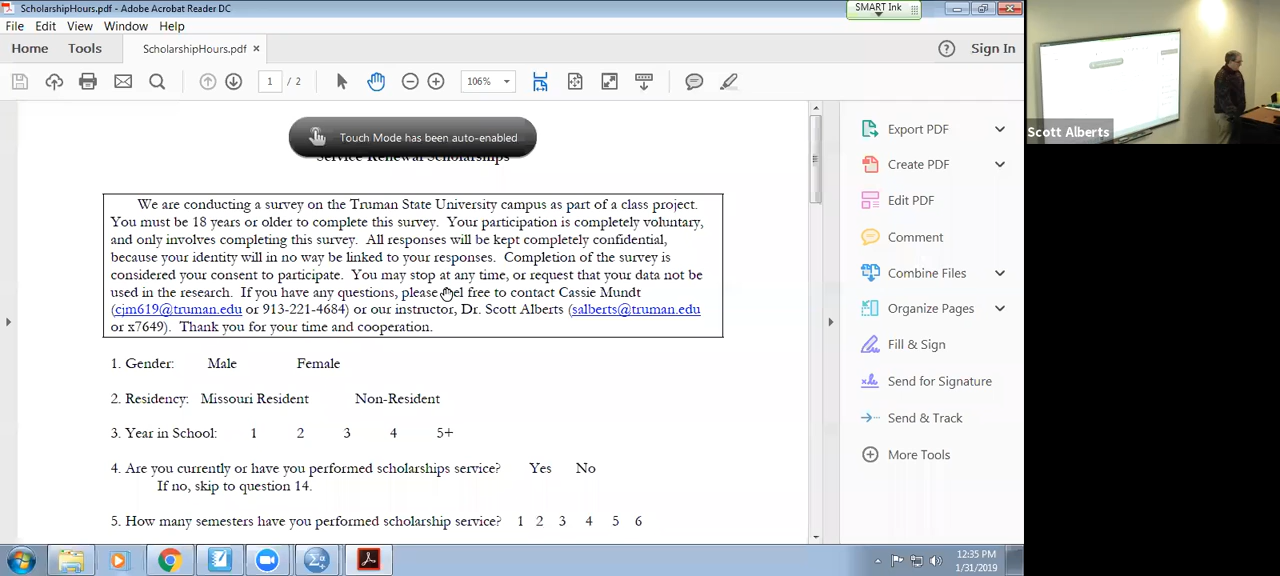 ScholarshipHours.pdf - Adobe Acrobat Reader DC
SMART Ink
File Edit View Window Help
Home Tools ScholarshipHours.pdf × Sign In
1 / 2 106%
Touch Mode has been auto-enabled
Service Renewal Scholarships
We are conducting a survey on the Truman State University campus as part of a class project.
You must be 18 years or older to complete this survey. Your participation is completely voluntary,
and only involves completing this survey. All responses will be kept completely confidential,
because your identity will in no way be linked to your responses. Completion of the survey is
considered your consent to participate. You may stop at any time, or request that your data not be
used in the research. If you have any questions, please feel free to contact Cassie Mundt
(cjm619@truman.edu or 913-221-4684) or our instructor, Dr. Scott Alberts (salberts@truman.edu
or x7649). Thank you for your time and cooperation.
1. Gender: Male Female
2. Residency: Missouri Resident Non-Resident
3. Year in School: 1 2 3 4 5+
4. Are you currently or have you performed scholarships service? Yes No
If no, skip to question 14.
5. How many semesters have you performed scholarship service? 1 2 3 4 5 6
Export PDF
Create PDF
Edit PDF
Comment
Combine Files
Organize Pages
Fill & Sign
Send for Signature
Send & Track
More Tools
Scott Alberts
12:35 PM
1/31/2019